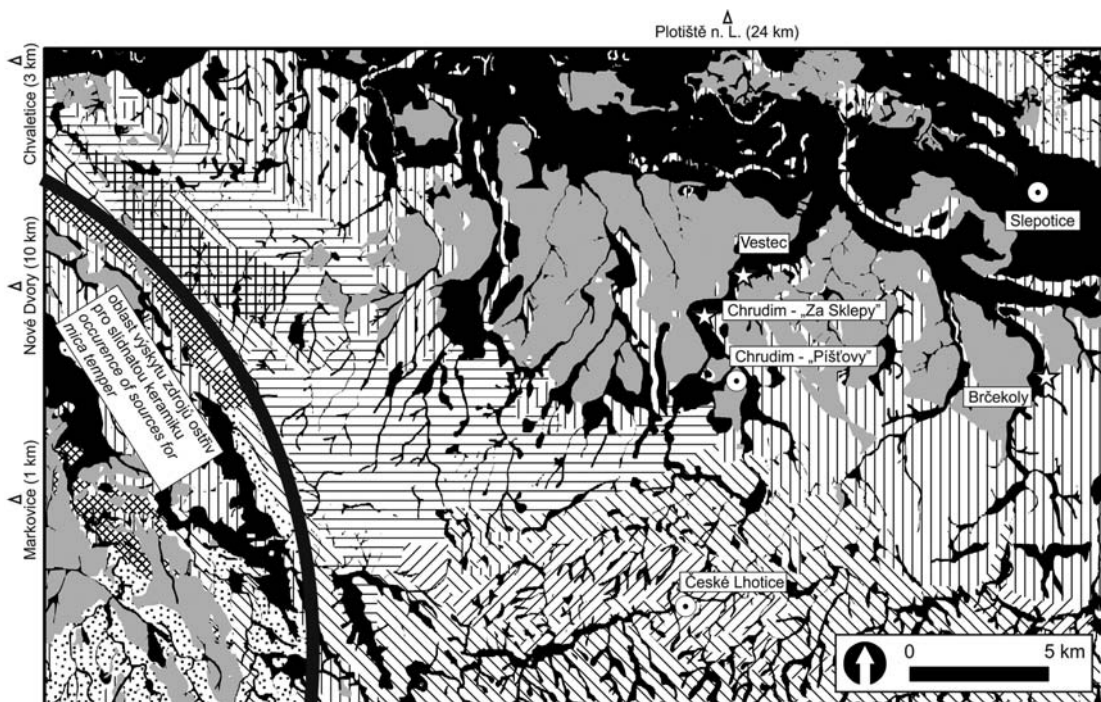 Plotiště n. L. (24 km)
Chvaletice (3 km)
Nové Dvory (10 km)
Markovice (1 km)
oblast výskytu zdrojů ostřiv
pro slídnatou keramiku
occurence of sources for
mica temper
Slepotice
Vestec
Chrudim - „Za Sklepy”
Chrudim - „Pišťovy”
Brčekoly
České Lhotice
0 5 km